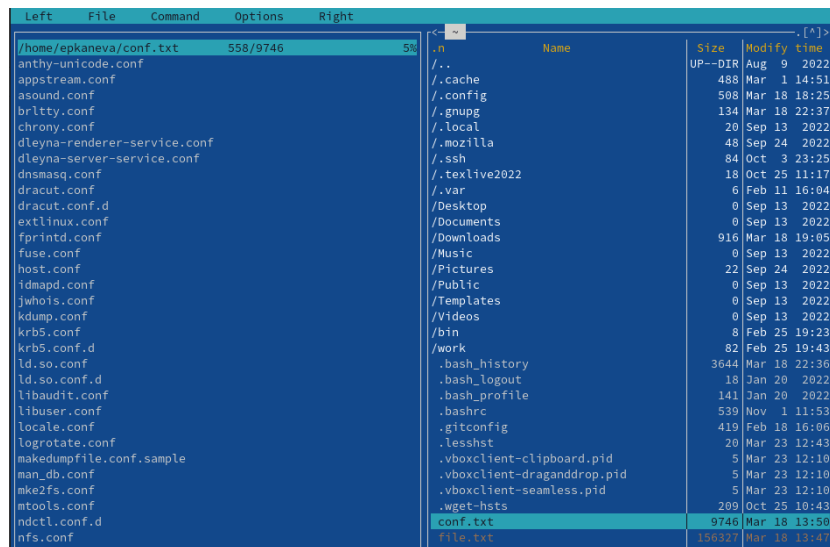 Left File Command Options Right
<─ ~ .[^]>
/home/epkaneva/conf.txt 558/9746 5%
anthy-unicode.conf
appstream.conf
asound.conf
brltty.conf
chrony.conf
dleyna-renderer-service.conf
dleyna-server-service.conf
dnsmasq.conf
dracut.conf
dracut.conf.d
extlinux.conf
fprintd.conf
fuse.conf
host.conf
idmapd.conf
jwhois.conf
kdump.conf
krb5.conf
krb5.conf.d
ld.so.conf
ld.so.conf.d
libaudit.conf
libuser.conf
locale.conf
logrotate.conf
makedumpfile.conf.sample
man_db.conf
mke2fs.conf
mtools.conf
ndctl.conf.d
nfs.conf
.n Name Size Modify time
/.. UP--DIR Aug 9 2022
/.cache 488 Mar 1 14:51
/.config 508 Mar 18 18:25
/.gnupg 134 Mar 18 22:37
/.local 20 Sep 13 2022
/.mozilla 48 Sep 24 2022
/.ssh 84 Oct 3 23:25
/.texlive2022 18 Oct 25 11:17
/.var 6 Feb 11 16:04
/Desktop 0 Sep 13 2022
/Documents 0 Sep 13 2022
/Downloads 916 Mar 18 19:05
/Music 0 Sep 13 2022
/Pictures 22 Sep 24 2022
/Public 0 Sep 13 2022
/Templates 0 Sep 13 2022
/Videos 0 Sep 13 2022
/bin 8 Feb 25 19:23
/work 82 Feb 25 19:43
.bash_history 3644 Mar 18 22:36
.bash_logout 18 Jan 20 2022
.bash_profile 141 Jan 20 2022
.bashrc 539 Nov 1 11:53
.gitconfig 419 Feb 18 16:06
.lesshst 20 Mar 23 12:43
.vboxclient-clipboard.pid 5 Mar 23 12:10
.vboxclient-draganddrop.pid 5 Mar 23 12:10
.vboxclient-seamless.pid 5 Mar 23 12:10
.wget-hsts 209 Oct 25 10:43
conf.txt 9746 Mar 18 13:50
file.txt 156327 Mar 18 13:47